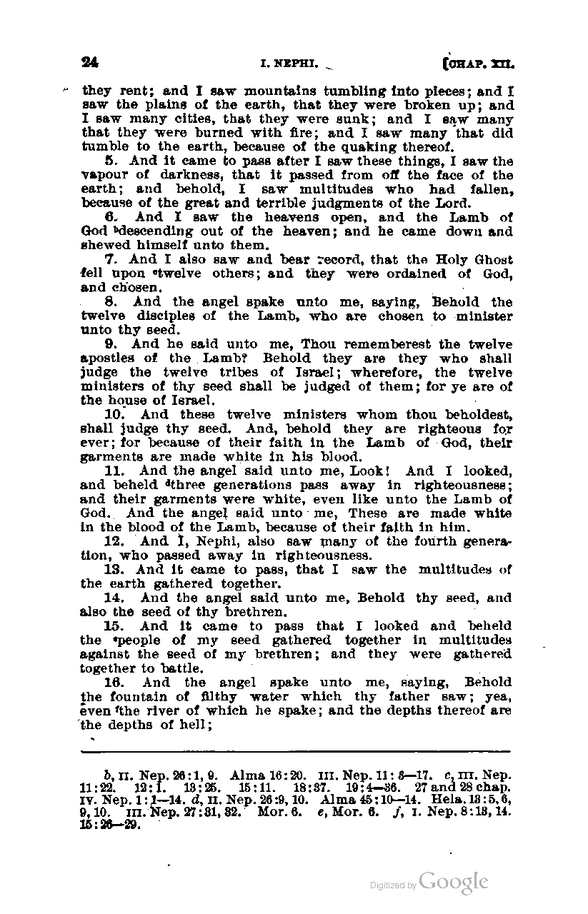 24 I. NEPHI. [CHAP. XII.
they rent; and I saw mountains tumbling into pieces; and I
saw the plains of the earth, that they were broken up; and
I saw many cities, that they were sunk; and I saw many
that they were burned with fire; and I saw many that did
tumble to the earth, because of the quaking thereof.
5. And it came to pass after I saw these things, I saw the
vapour of darkness, that it passed from off the face of the
earth; and behold, I saw multitudes who had fallen,
because of the great and terrible judgments of the Lord.
6. And I saw the heavens open, and the Lamb of
God ᵇdescending out of the heaven; and he came down and
shewed himself unto them.
7. And I also saw and bear record, that the Holy Ghost
fell upon ᶜtwelve others; and they were ordained of God,
and chosen.
8. And the angel spake unto me, saying, Behold the
twelve disciples of the Lamb, who are chosen to minister
unto thy seed.
9. And he said unto me, Thou rememberest the twelve
apostles of the Lamb? Behold they are they who shall
judge the twelve tribes of Israel; wherefore, the twelve
ministers of thy seed shall be judged of them; for ye are of
the house of Israel.
10. And these twelve ministers whom thou beholdest,
shall judge thy seed. And, behold they are righteous for
ever; for because of their faith in the Lamb of God, their
garments are made white in his blood.
11. And the angel said unto me, Look! And I looked,
and beheld ᵈthree generations pass away in righteousness;
and their garments were white, even like unto the Lamb of
God. And the angel said unto me, These are made white
in the blood of the Lamb, because of their faith in him.
12. And I, Nephi, also saw many of the fourth genera-
tion, who passed away in righteousness.
13. And it came to pass, that I saw the multitudes of
the earth gathered together.
14. And the angel said unto me, Behold thy seed, and
also the seed of thy brethren.
15. And it came to pass that I looked and beheld
the ᵉpeople of my seed gathered together in multitudes
against the seed of my brethren; and they were gathered
together to battle.
16. And the angel spake unto me, saying, Behold
the fountain of filthy water which thy father saw; yea,
even ᶠthe river of which he spake; and the depths thereof are
the depths of hell;
b, II. Nep. 26:1, 9. Alma 16:20. III. Nep. 11:8—17. c, III. Nep.
11:22. 12:1. 13:25. 15:11. 18:37. 19:4—36. 27 and 28 chap.
IV. Nep. 1:1—14. d, II. Nep. 26:9, 10. Alma 45:10—14. Hela. 13:5, 6,
9, 10. III. Nep. 27:31, 32. Mor. 6. e, Mor. 6. f, I. Nep. 8:13, 14.
15:26—29.
Digitized by Google